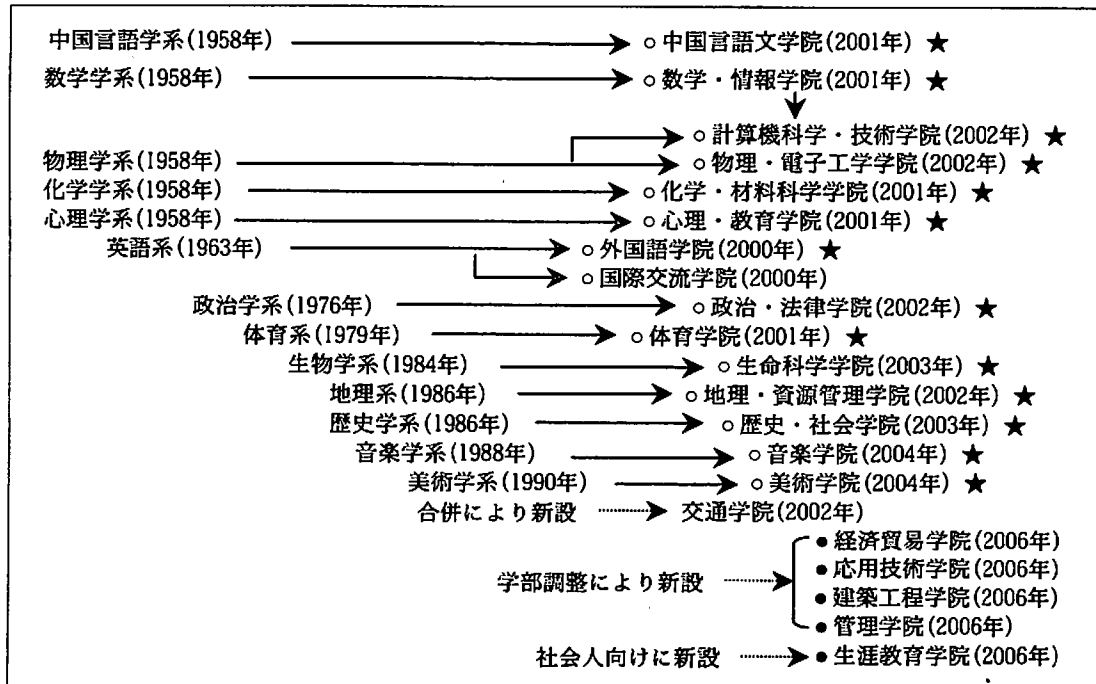 中国言語学系(1958年) ○中国言語文学院(2001年) ★
数学学系(1958年) ○数学・情報学院(2001年) ★
○計算機科学・技術学院(2002年) ★
物理学系(1958年) ○物理・電子工学学院(2002年) ★
化学学系(1958年) ○化学・材料科学学院(2001年) ★
心理学系(1958年) ○心理・教育学院(2001年) ★
英語系(1963年) ○外国語学院(2000年) ★
○国際交流学院(2000年)
政治学系(1976年) ○政治・法律学院(2002年) ★
体育系(1979年) ○体育学院(2001年) ★
生物学系(1984年) ○生命科学学院(2003年) ★
地理系(1986年) ○地理・資源管理学院(2002年) ★
歴史学系(1986年) ○歴史・社会学院(2003年) ★
音楽学系(1988年) ○音楽学院(2004年) ★
美術学系(1990年) ○美術学院(2004年) ★
合併により新設 交通学院(2002年)
●経済貿易学院(2006年)
学部調整により新設 ●応用技術学院(2006年)
●建築工程学院(2006年)
●管理学院(2006年)
社会人向けに新設 ●生涯教育学院(2006年)